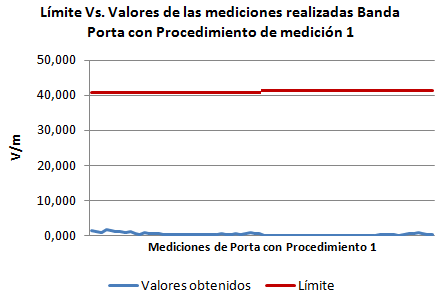 Límite Vs. Valores de las mediciones realizadas Banda
Porta con Procedimiento de medición 1
50,000
40,000
30,000
20,000
10,000
0,000
V/m
Mediciones de Porta con Procedimiento 1
Valores obtenidos
Límite